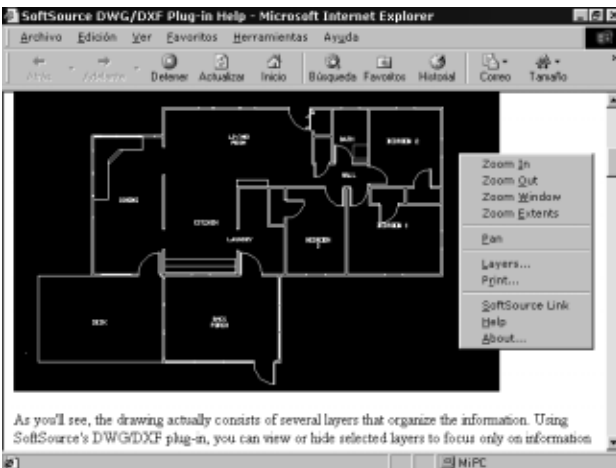 SoftSource DWG/DXF Plug-in Help - Microsoft Internet Explorer
Archivo Edición Ver Favoritos Herramientas Ayuda
Atrás Adelante Detener Actualizar Inicio Búsqueda Favoritos Historial Correo Tamaño
LIVING
ROOM
BATH
BEDROOM 2
HALL
DINING
KITCHEN
LAUNDRY
BEDROOM
BEDROOM
DECK
PORCH
Zoom In
Zoom Out
Zoom Window
Zoom Extents
Pan
Layers...
Print...
SoftSource Link
Help
About...
As you'll see, the drawing actually consists of several layers that organize the information. Using
SoftSource's DWG/DXF plug-in, you can view or hide selected layers to focus only on information
Mi PC